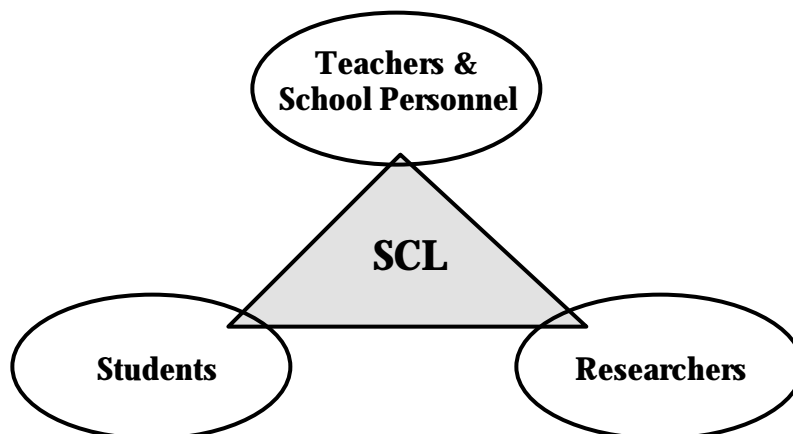 Teachers &
School Personnel
SCL
Students
Researchers